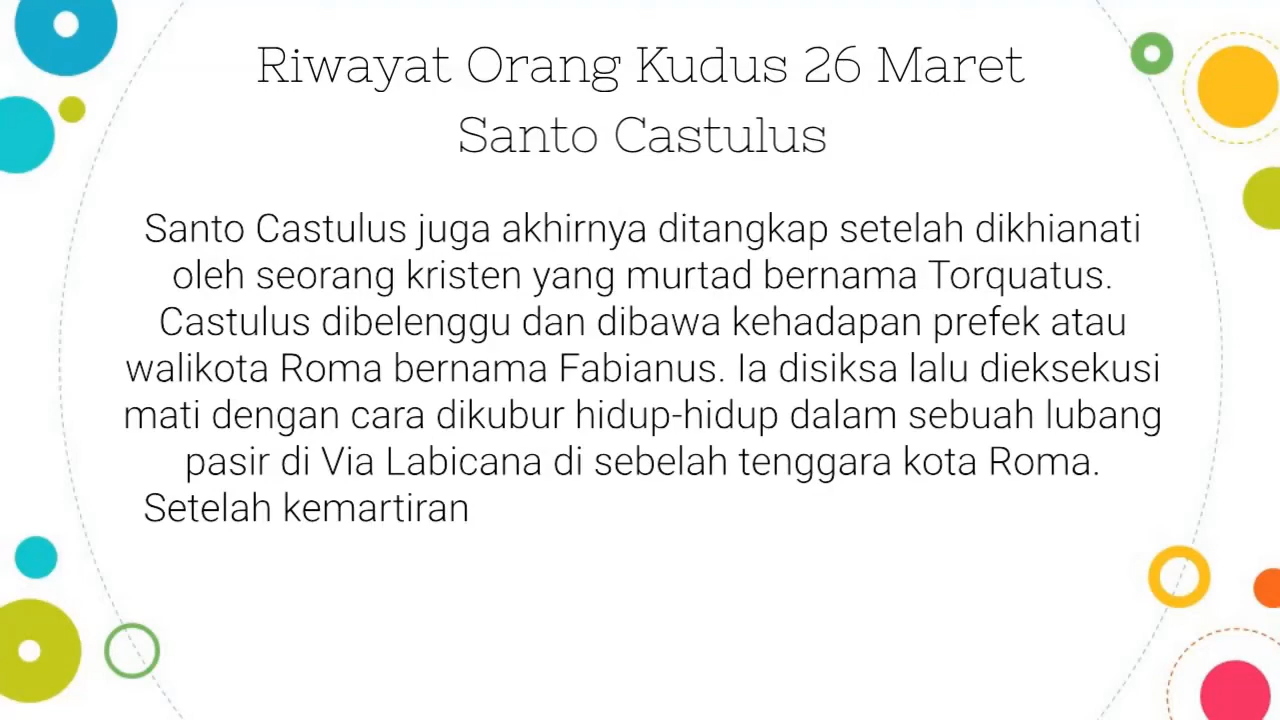 Riwayat Orang Kudus 26 Maret
Santo Castulus
Santo Castulus juga akhirnya ditangkap setelah dikhianati
oleh seorang kristen yang murtad bernama Torquatus.
Castulus dibelenggu dan dibawa kehadapan prefek atau
walikota Roma bernama Fabianus. Ia disiksa lalu dieksekusi
mati dengan cara dikubur hidup-hidup dalam sebuah lubang
pasir di Via Labicana di sebelah tenggara kota Roma.
Setelah kemartiran